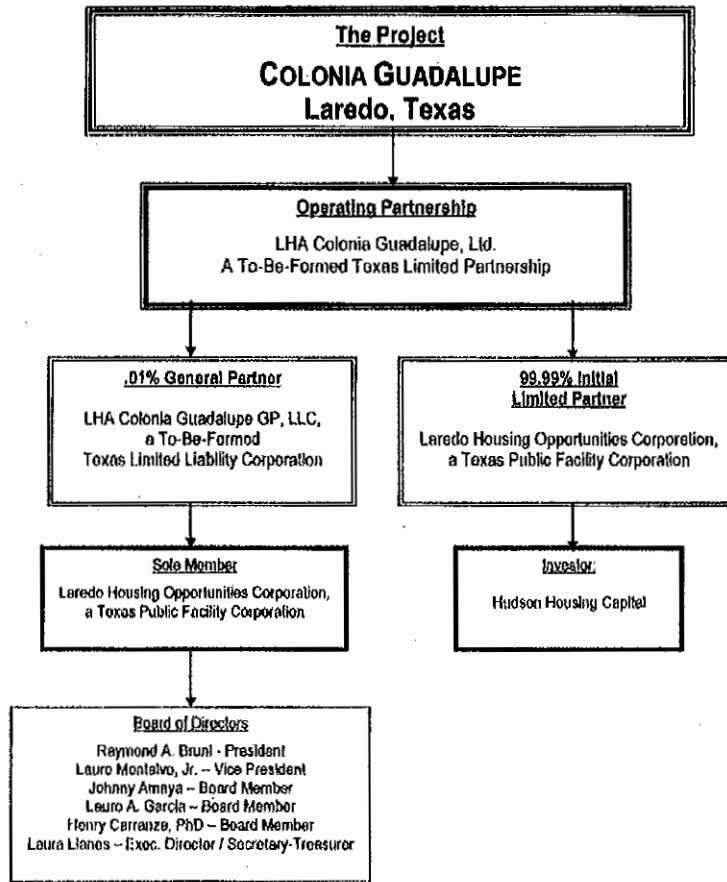 The Project
COLONIA GUADALUPE
Laredo, Texas
Operating Partnership
LHA Colonia Guadalupe, Ltd.
A To-Be-Formed Texas Limited Partnership
.01% General Partner
LHA Colonia Guadalupe GP, LLC,
a To-Be-Formed
Texas Limited Liability Corporation
99.99% Initial
Limited Partner
Laredo Housing Opportunities Corporation,
a Texas Public Facility Corporation
Sole Member
Laredo Housing Opportunities Corporation,
a Texas Public Facility Corporation
Investor:
Hudson Housing Capital
Board of Directors
Raymond A. Bruni - President
Lauro Montalvo, Jr. – Vice President
Johnny Amaya – Board Member
Lauro A. Garcia – Board Member
Henry Carranza, PhD – Board Member
Laura Llanes – Exec. Director / Secretary-Treasurer